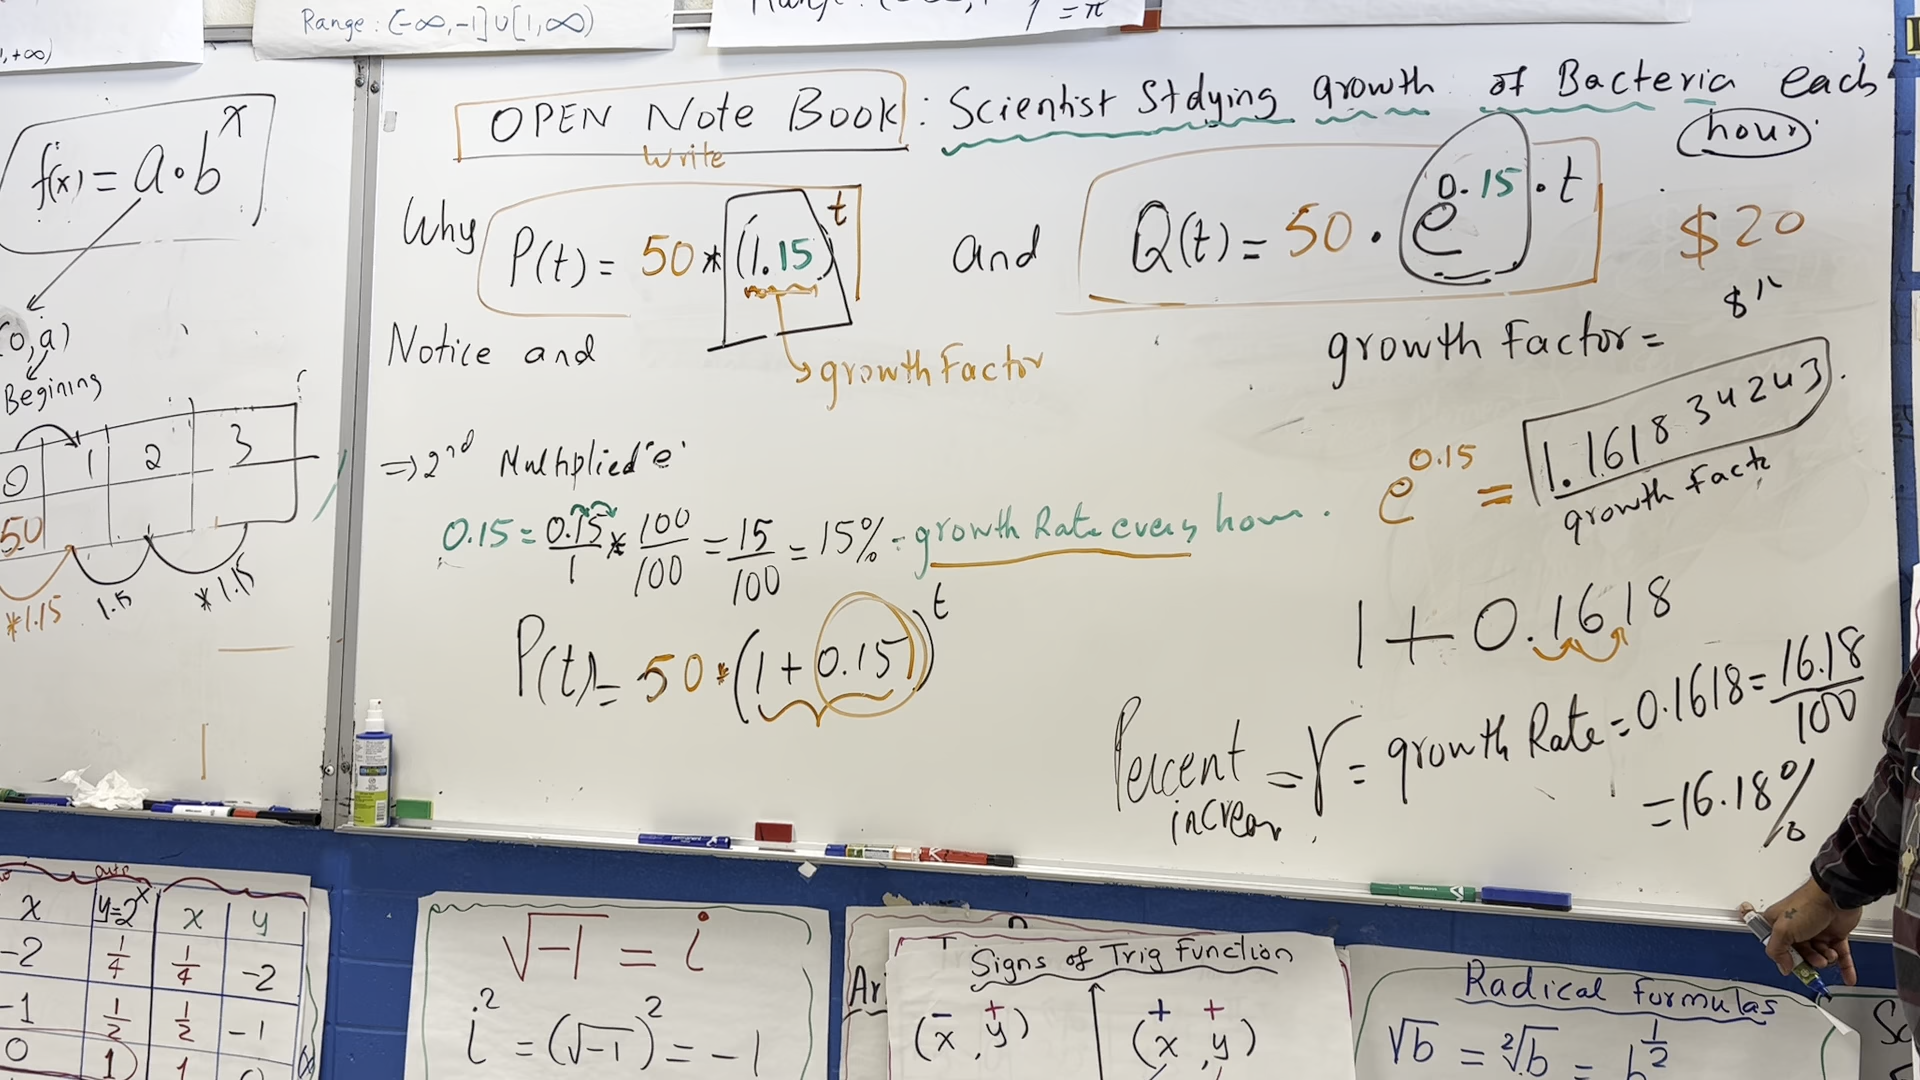 Range: (-∞,-1]∪[1,∞)
= π
1,+∞)
f(x) = a•b^x
(0,a)
Begining
0 1 2 3
50
*1.15 1.5 *1.15
OPEN Note Book : Scientist Stdying growth of Bacteria each hour.
write
Why P(t) = 50 * (1.15)^t and Q(t) = 50 • e^0.15 • t
$20
Notice and
growth Factor
growth Factor =
⇒ 2nd Multiplied "e"
e^0.15 = 1.161834243
growth Fact
0.15 = 0.15/1 * 100/100 = 15/100 = 15% = growth Rate every hour.
P(t) = 50 * (1 + 0.15)^t
1 + 0.1618
Percent increas = r = growth Rate = 0.1618 = 16.18/100
= 16.18%
x y=2^x x y
-2 1/4 1/4 -2
-1 1/2 1/2 -1
0 1 1
√-1 = i
i² = (√-1)² = -1
Ar
Signs of Trig Function
- +
(x, y)
+ +
(x, y)
Radical Formulas
√b = ²√b = b^1/2